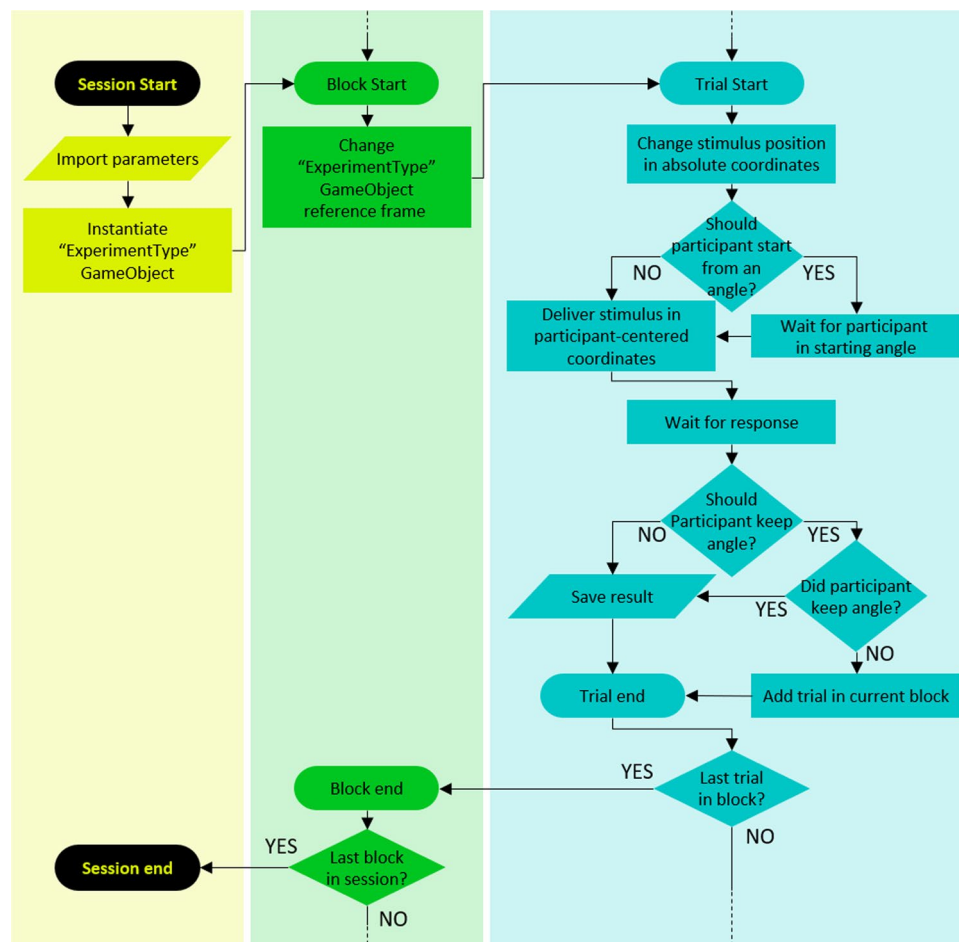 Session Start
Import parameters
Instantiate
“ExperimentType”
GameObject
Block Start
Change
“ExperimentType”
GameObject
reference frame
Trial Start
Change stimulus position
in absolute coordinates
Should
participant start
from an
angle?
NO
YES
Deliver stimulus in
participant-centered
coordinates
Wait for participant
in starting angle
Wait for response
Should
Participant keep
angle?
NO
YES
Did participant
keep angle?
YES
NO
Save result
Add trial in current block
Trial end
Last trial
in block?
YES
NO
Block end
Last block
in session?
YES
NO
Session end